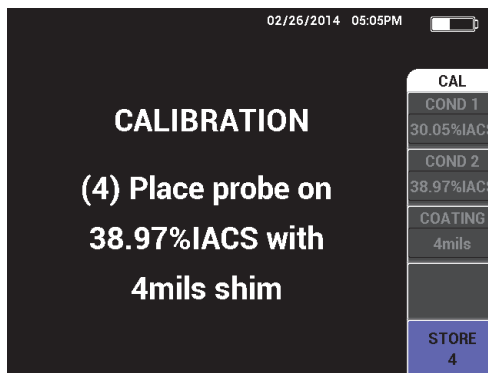 02/26/2014 05:05PM
CALIBRATION
(4) Place probe on
38.97%IACS with
4mils shim
CAL
COND 1
30.05%IACS
COND 2
38.97%IACS
COATING
4mils
STORE
4